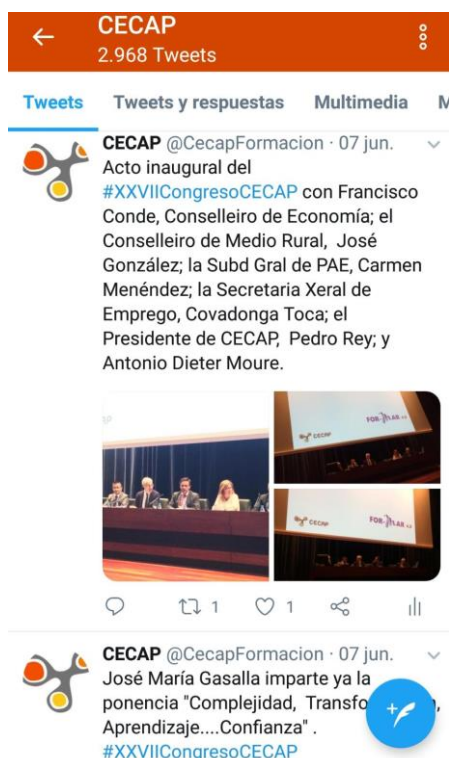 CECAP
2.968 Tweets
Tweets Tweets y respuestas Multimedia M
CECAP @CecapFormacion · 07 jun.
Acto inaugural del
#XXVIICongresoCECAP con Francisco
Conde, Conselleiro de Economía; el
Conselleiro de Medio Rural, José
González; la Subd Gral de PAE, Carmen
Menéndez; la Secretaria Xeral de
Emprego, Covadonga Toca; el
Presidente de CECAP, Pedro Rey; y
Antonio Dieter Moure.
CECAP
CECAP
1 1
CECAP @CecapFormacion · 07 jun.
José María Gasalla imparte ya la
ponencia "Complejidad,
Aprendizaje....Confianza" .
#XXVIICongresoCECAP